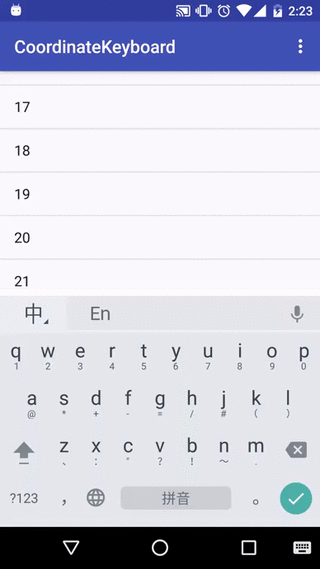 2:23
CoordinateKeyboard
17
18
19
20
21
中 En
q w e r t y u i o p
1 2 3 4 5 6 7 8 9 0
a s d f g h j k l
@ * + - = / # ( )
z x c v b n m
、 : " ? ! ～ .
?123 , 拼音 。